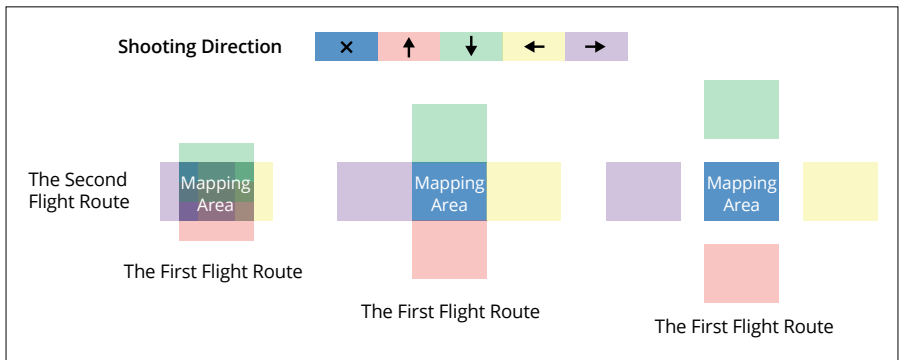 Shooting Direction
The Second
Flight Route
Mapping
Area
The First Flight Route
Mapping
Area
The First Flight Route
Mapping
Area
The First Flight Route